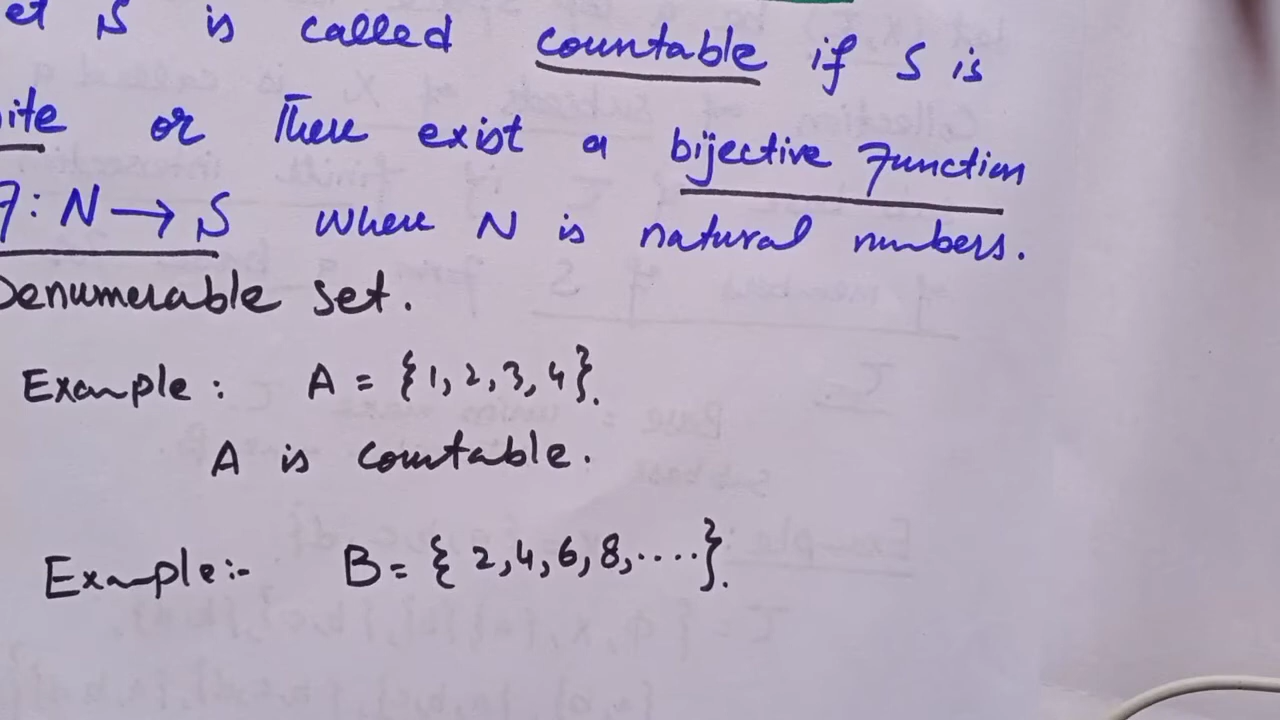 et S is called countable if S is
ite or There exist a bijective Function
f: N → S where N is natural numbers.
Denumerable set.
Example: A = {1, 2, 3, 4}.
A is countable.
Example:- B = { 2, 4, 6, 8, ....}.